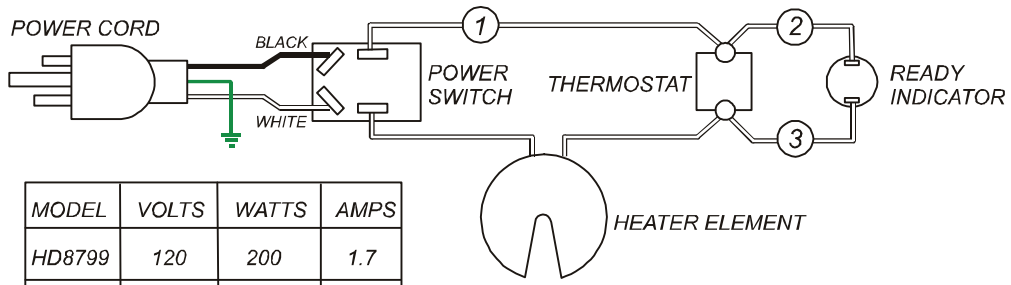 POWER CORD
BLACK
WHITE
POWER
SWITCH
1
THERMOSTAT
2
3
READY
INDICATOR
HEATER ELEMENT
MODEL VOLTS WATTS AMPS
HD8799 120 200 1.7